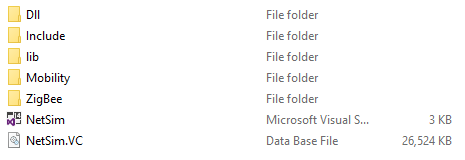 Dll File folder
Include File folder
lib File folder
Mobility File folder
ZigBee File folder
NetSim Microsoft Visual S... 3 KB
NetSim.VC Data Base File 26,524 KB